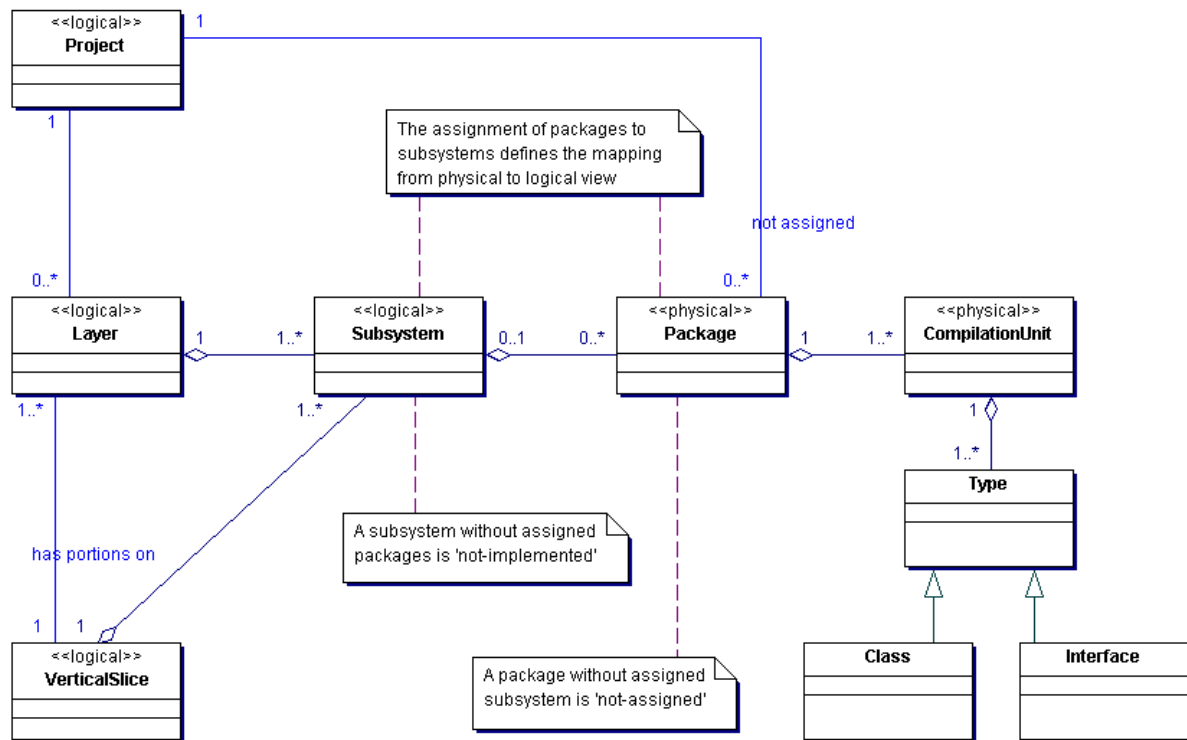 <<logical>>
Project
1
1
The assignment of packages to
subsystems defines the mapping
from physical to logical view
not assigned
0..*
0..*
<<logical>>
Layer
1
1..*
<<logical>>
Subsystem
0..1
0..*
<<physical>>
Package
1
1..*
<<physical>>
CompilationUnit
1..*
1..*
1
1..*
Type
A subsystem without assigned
packages is 'not-implemented'
has portions on
1
1
<<logical>>
VerticalSlice
A package without assigned
subsystem is 'not-assigned'
Class
Interface